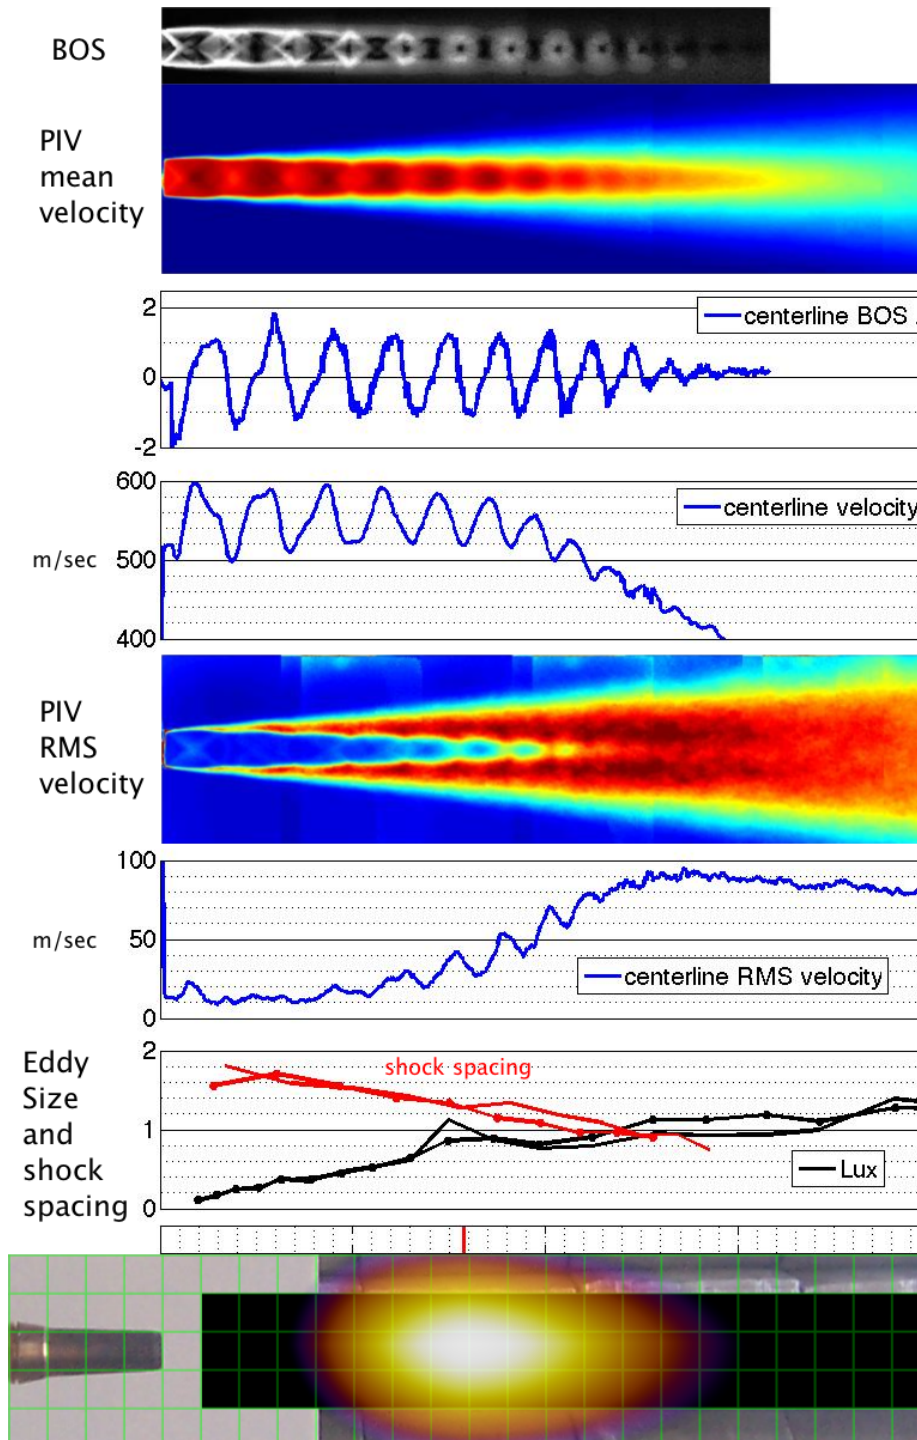 BOS
PIV
mean
velocity
2
0
-2
centerline BOS
600
500
400
m/sec
centerline velocity
PIV
RMS
velocity
100
50
0
m/sec
centerline RMS velocity
Eddy
Size
and
shock
spacing
2
1
0
shock spacing
Lux